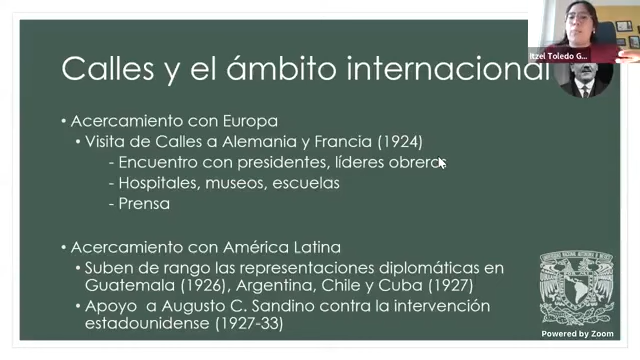 Itzel Toledo G...
Calles y el ámbito internacional
• Acercamiento con Europa
• Visita de Calles a Alemania y Francia (1924)
- Encuentro con presidentes, líderes obreros
- Hospitales, museos, escuelas
- Prensa
• Acercamiento con América Latina
• Suben de rango las representaciones diplomáticas en
Guatemala (1926), Argentina, Chile y Cuba (1927)
• Apoyo a Augusto C. Sandino contra la intervención
estadounidense (1927-33)
Powered by Zoom